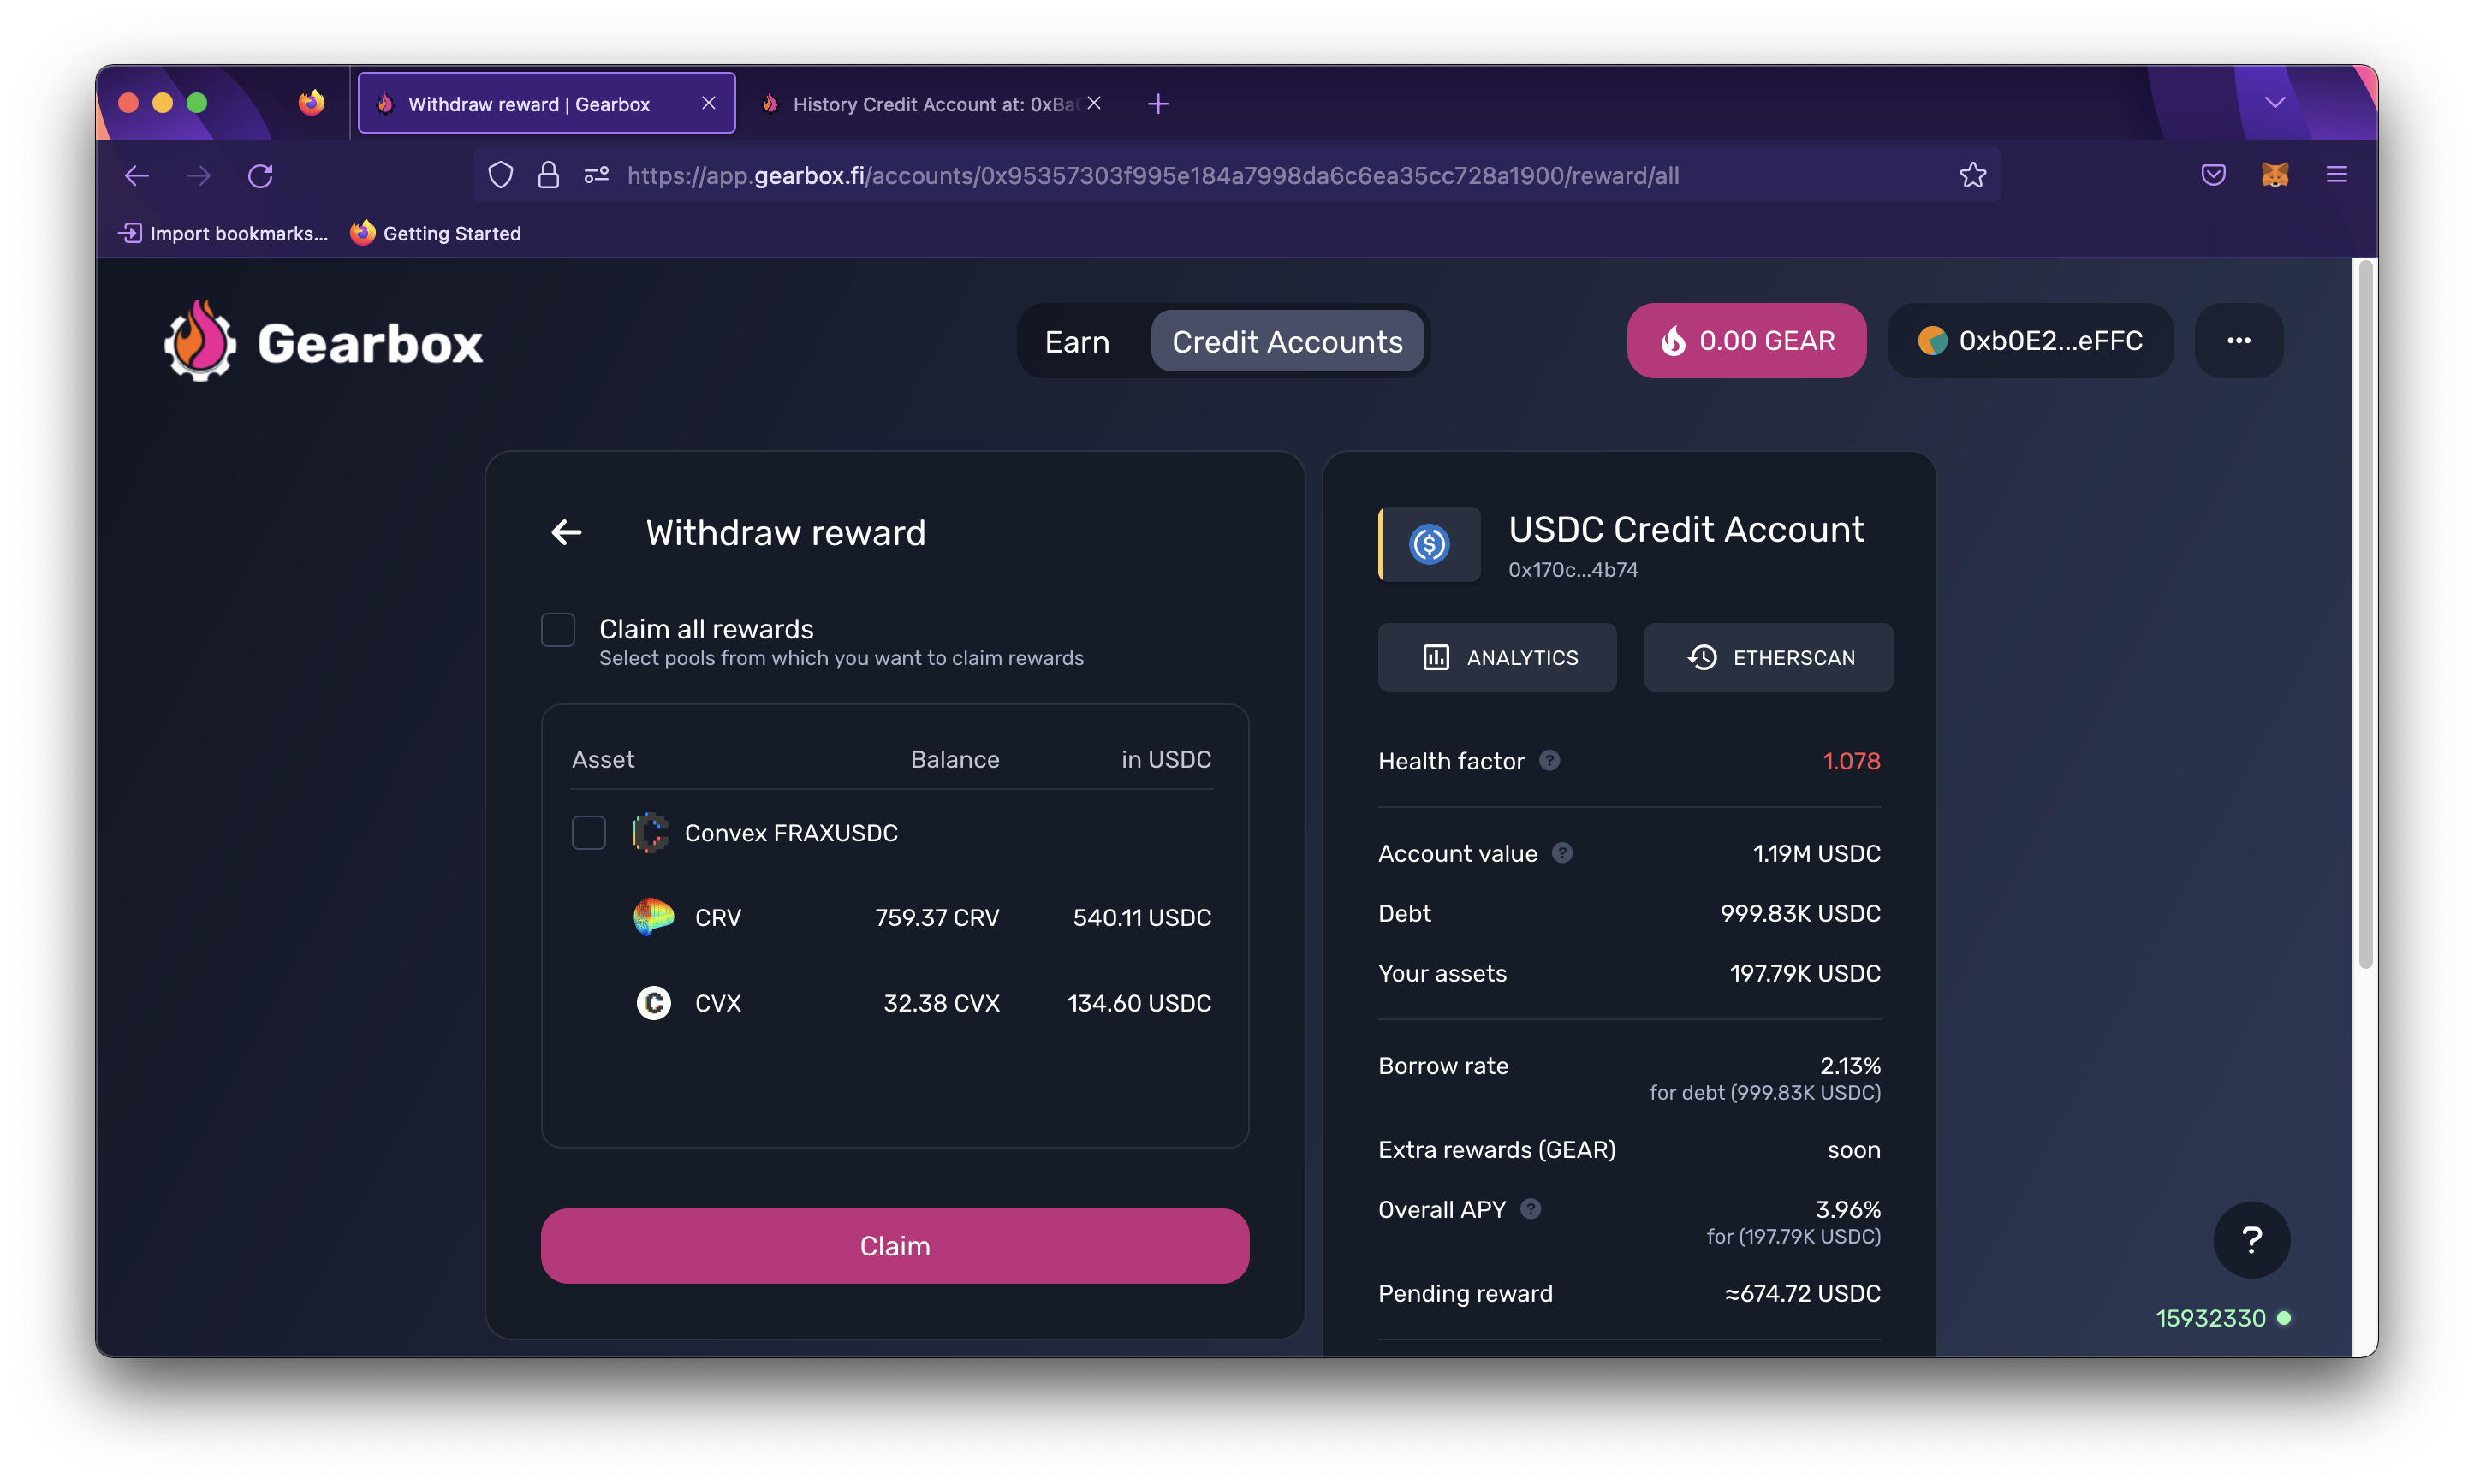 Withdraw reward | Gearbox
History Credit Account at: 0xBa
https://app.gearbox.fi/accounts/0x95357303f995e184a7998da6c6ea35cc728a1900/reward/all
Import bookmarks...
Getting Started
Gearbox
Earn
Credit Accounts
0.00 GEAR
0xb0E2...eFFC
Withdraw reward
Claim all rewards
Select pools from which you want to claim rewards
Asset Balance in USDC
Convex FRAXUSDC
CRV 759.37 CRV 540.11 USDC
CVX 32.38 CVX 134.60 USDC
Claim
USDC Credit Account
0x170c...4b74
ANALYTICS
ETHERSCAN
Health factor ? 1.078
Account value ? 1.19M USDC
Debt 999.83K USDC
Your assets 197.79K USDC
Borrow rate 2.13%
for debt (999.83K USDC)
Extra rewards (GEAR) soon
Overall APY ? 3.96%
for (197.79K USDC)
Pending reward ≈674.72 USDC
?
15932330